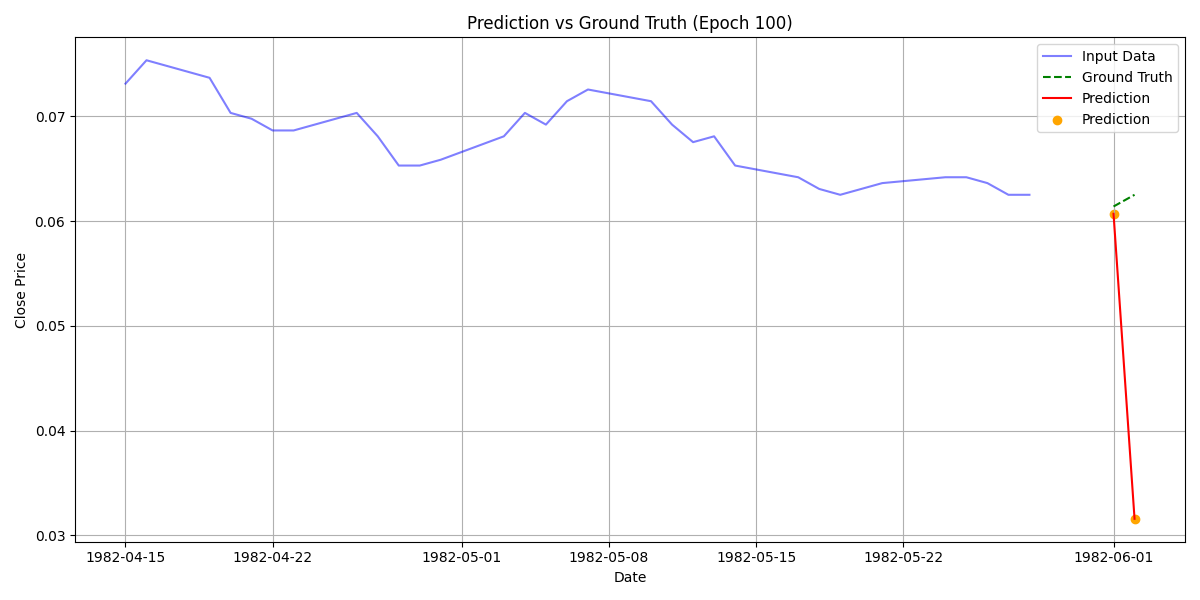 Prediction vs Ground Truth (Epoch 100)
Input Data
Ground Truth
Prediction
Prediction
Close Price
0.07
0.06
0.05
0.04
0.03
1982-04-15
1982-04-22
1982-05-01
1982-05-08
1982-05-15
1982-05-22
1982-06-01
Date